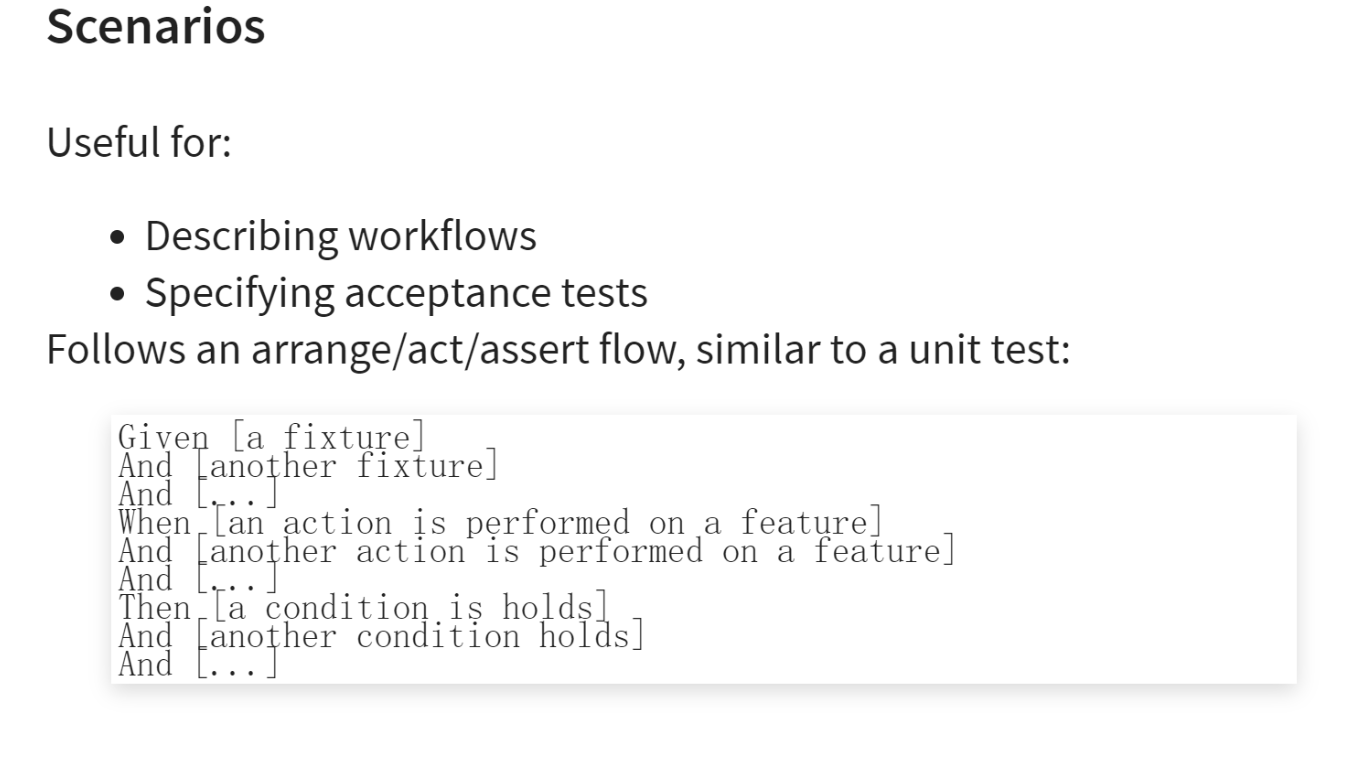 Scenarios
Useful for:
• Describing workflows
• Specifying acceptance tests
Follows an arrange/act/assert flow, similar to a unit test:
Given [a fixture]
And [another fixture]
And [...]
When [an action is performed on a feature]
And [another action is performed on a feature]
And [...]
Then [a condition is holds]
And [another condition holds]
And [...]